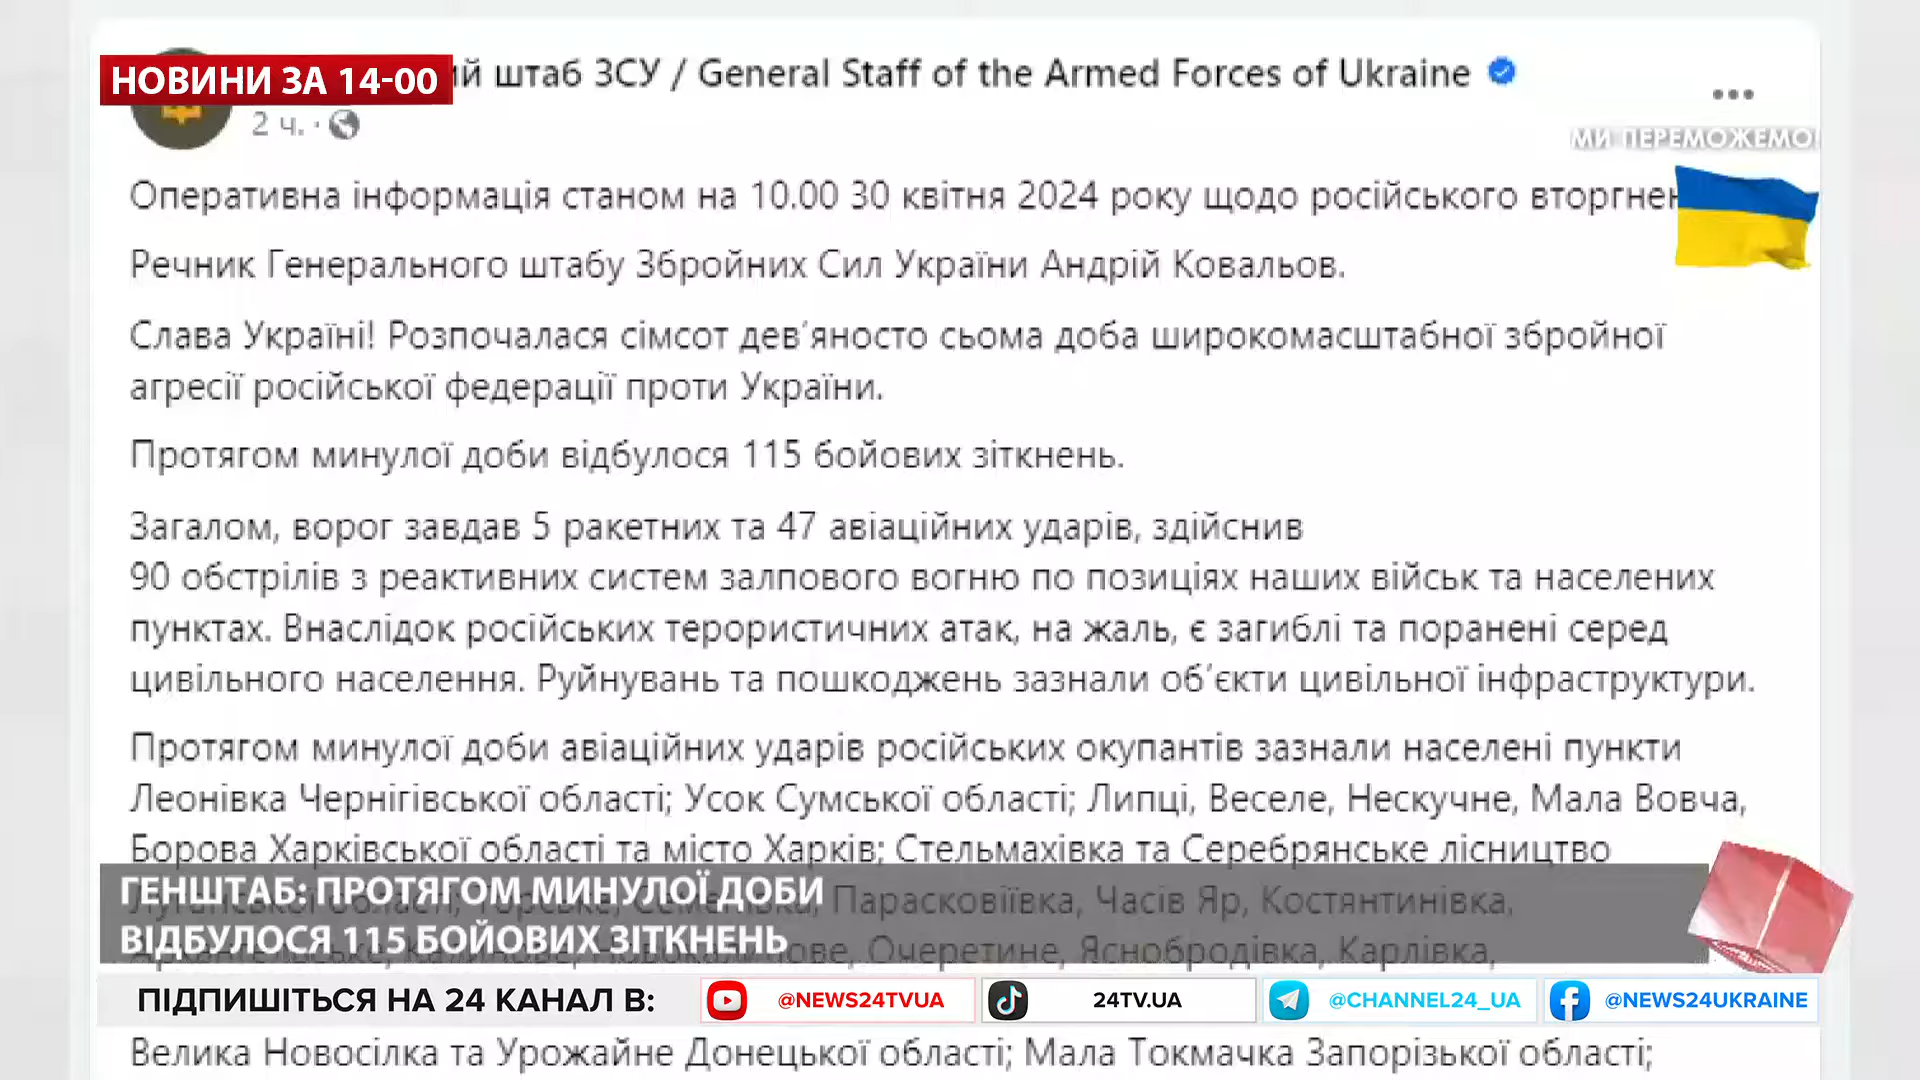 НОВИНИ ЗА 14-00
ий штаб ЗСУ / General Staff of the Armed Forces of Ukraine
2 ч.
МИ ПЕРЕМОЖЕМО!
Оперативна інформація станом на 10.00 30 квітня 2024 року щодо російського
Речник Генерального штабу Збройних Сил України Андрій Ковальов.
Слава Україні! Розпочалася сімсот дев’яносто сьома доба широкомасштабної збройної
агресії російської федерації проти України.
Протягом минулої доби відбулося 115 бойових зіткнень.
Загалом, ворог завдав 5 ракетних та 47 авіаційних ударів, здійснив
90 обстрілів з реактивних систем залпового вогню по позиціях наших військ та населених
пунктах. Внаслідок російських терористичних атак, на жаль, є загиблі та поранені серед
цивільного населення. Руйнувань та пошкоджень зазнали об’єкти цивільної інфраструктури.
Протягом минулої доби авіаційних ударів російських окупантів зазнали населені пункти
Леонівка Чернігівської області; Усок Сумської області; Липці, Веселе, Нескучне, Мала Вовча,
Борова Харківської області та місто Харків; Стельмахівка та Серебрянське лісництво
Парасковіївка, Часів Яр, Костянтинівка,
Очеретине, Яснобродівка, Карлівка,
ГЕНШТАБ: ПРОТЯГОМ МИНУЛОЇ ДОБИ
ВІДБУЛОСЯ 115 БОЙОВИХ ЗІТКНЕНЬ
ПІДПИШІТЬСЯ НА 24 КАНАЛ В: @NEWS24TVUA 24TV.UA @CHANNEL24_UA @NEWS24UKRAINE
Велика Новосілка та Урожайне Донецької області; Мала Токмачка Запорізької області;